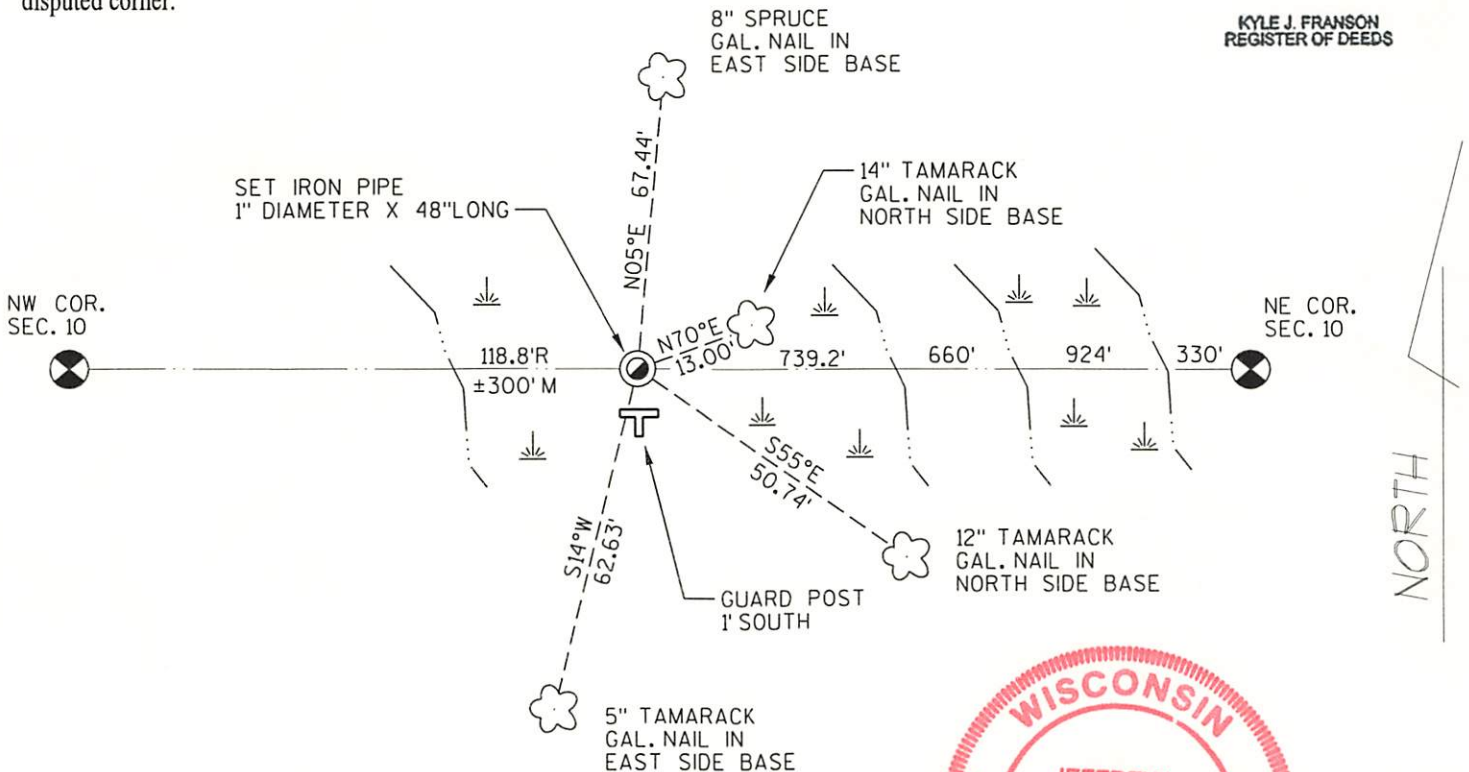 disputed corner.
KYLE J. FRANSON
REGISTER OF DEEDS
8" SPRUCE
GAL. NAIL IN
EAST SIDE BASE
N05°E 67.44'
SET IRON PIPE
1" DIAMETER X 48" LONG
14" TAMARACK
GAL. NAIL IN
NORTH SIDE BASE
NW COR.
SEC. 10
118.8'R
±300' M
N70°E
13.00'
739.2'
660'
924'
330'
NE COR.
SEC. 10
S55°E
50.74'
S14°W
62.63'
12" TAMARACK
GAL. NAIL IN
NORTH SIDE BASE
GUARD POST
1' SOUTH
5" TAMARACK
GAL. NAIL IN
EAST SIDE BASE
NORTH
WISCONSIN